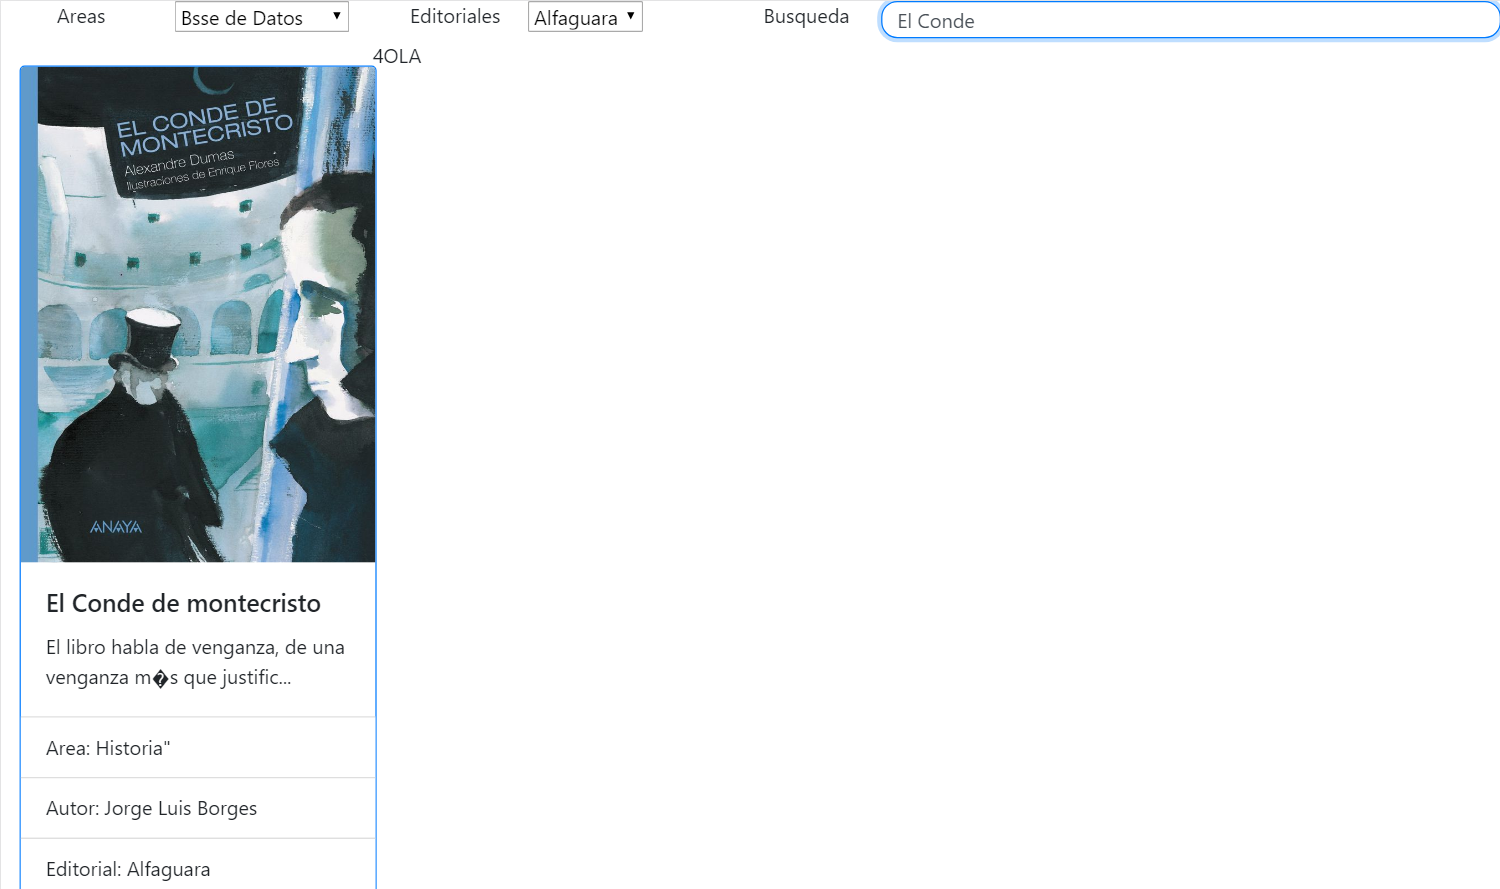 Areas Bsse de Datos Editoriales Alfaguara Busqueda El Conde
4OLA
EL CONDE DE
MONTECRISTO
Alexandre Dumas
Ilustraciones de Enrique Flores
ANAYA
El Conde de montecristo
El libro habla de venganza, de una
venganza m�s que justific...
Area: Historia"
Autor: Jorge Luis Borges
Editorial: Alfaguara